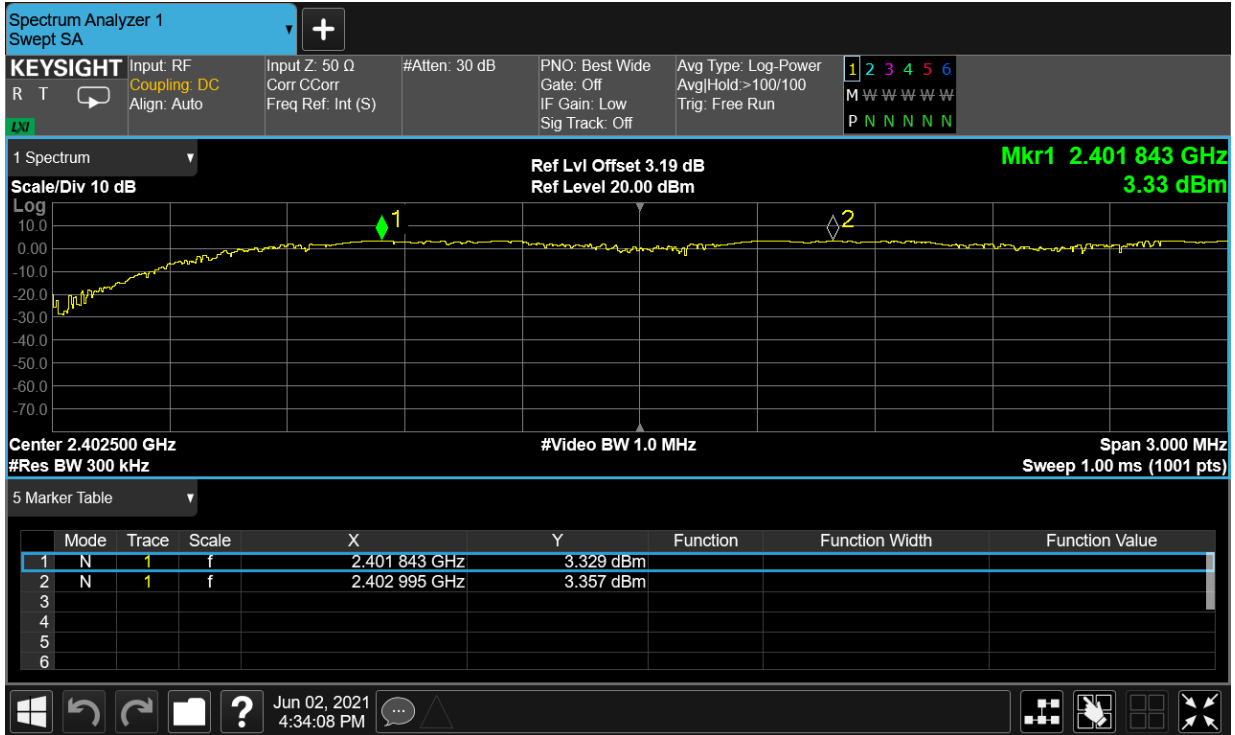 Spectrum Analyzer 1
Swept SA
KEYSIGHT
R T
LXI
Input: RF
Coupling: DC
Align: Auto
Input Z: 50 Ω
Corr CCorr
Freq Ref: Int (S)
#Atten: 30 dB
PNO: Best Wide
Gate: Off
IF Gain: Low
Sig Track: Off
Avg Type: Log-Power
Avg|Hold:>100/100
Trig: Free Run
1 2 3 4 5 6
M W W W W W
P N N N N N
1 Spectrum
Scale/Div 10 dB
Ref Lvl Offset 3.19 dB
Ref Level 20.00 dBm
Mkr1 2.401 843 GHz
3.33 dBm
Log
10.0
0.00
-10.0
-20.0
-30.0
-40.0
-50.0
-60.0
-70.0
1
2
Center 2.402500 GHz
#Res BW 300 kHz
#Video BW 1.0 MHz
Span 3.000 MHz
Sweep 1.00 ms (1001 pts)
5 Marker Table
Mode Trace Scale X Y Function Function Width Function Value
1 N 1 f 2.401 843 GHz 3.329 dBm
2 N 1 f 2.402 995 GHz 3.357 dBm
3
4
5
6
?
Jun 02, 2021
4:34:08 PM